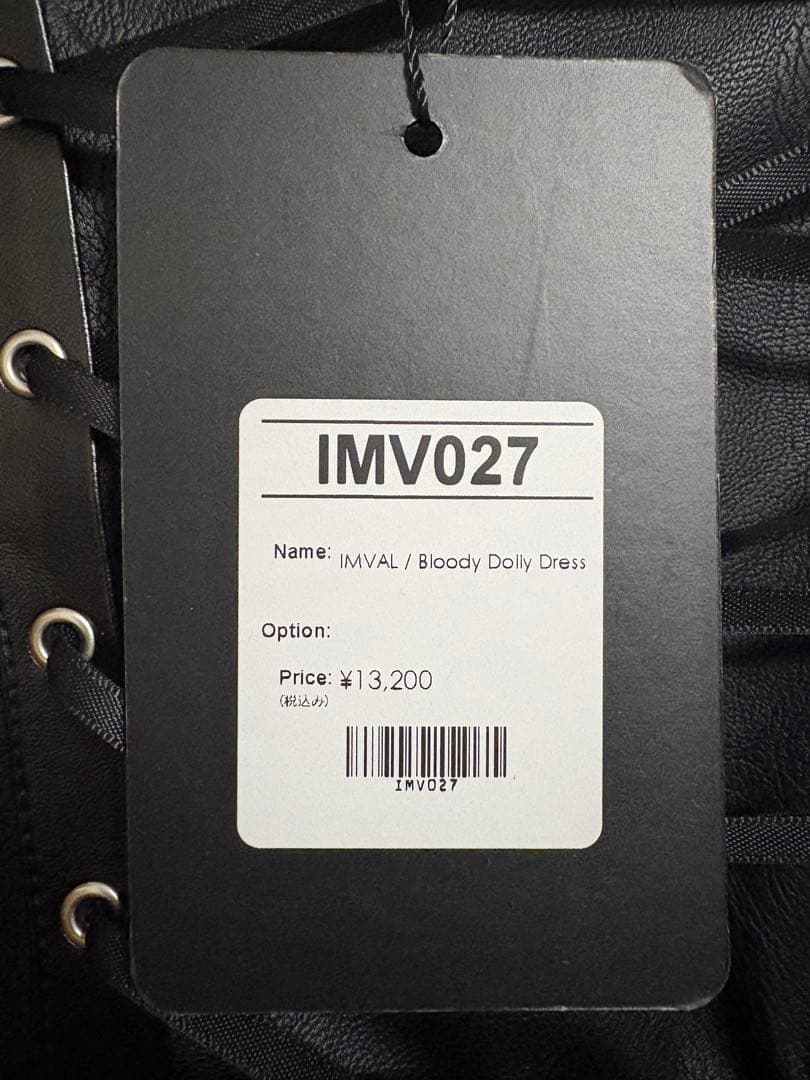 IMV027
Name: IMVAL / Bloody Dolly Dress
Option:
Price: ¥13,200
(税込み)
IMV027